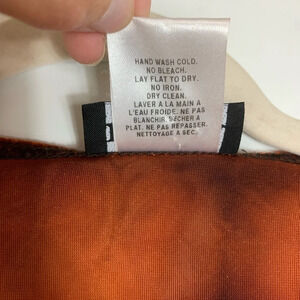 HAND WASH COLD.
NO BLEACH.
LAY FLAT TO DRY.
NO IRON.
DRY CLEAN.
LAVER A LA MAIN A
L'EAU FROIDE. NE PAS
BLANCHIR. SECHER A
PLAT. NE PAS REPASSER.
NETTOYAGE A SEC.